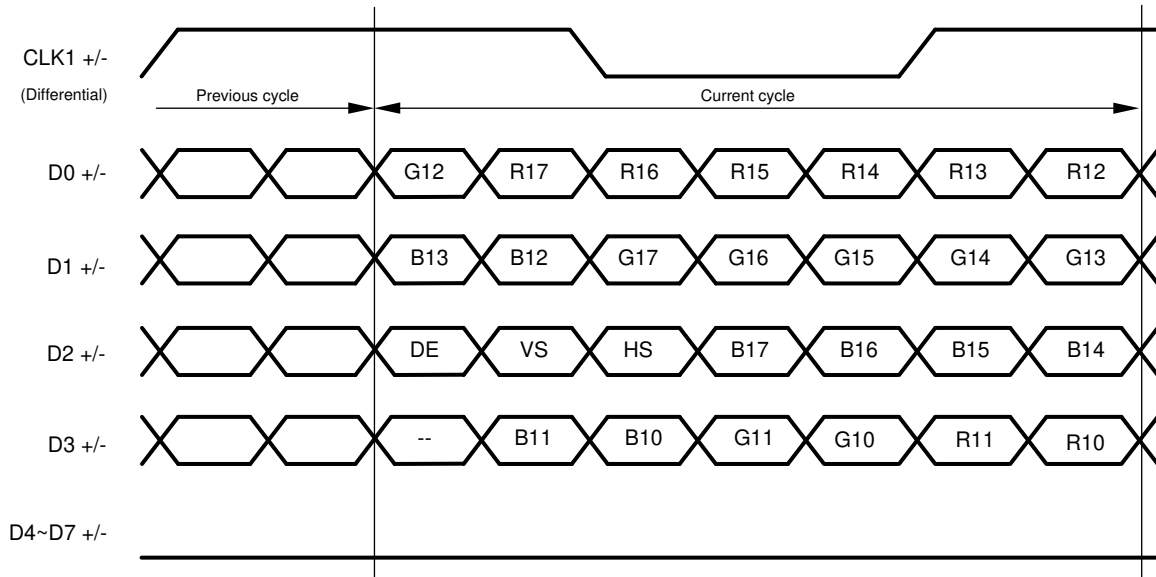 CLK1 +/-
(Differential)
Previous cycle
Current cycle
D0 +/-
G12 R17 R16 R15 R14 R13 R12
D1 +/-
B13 B12 G17 G16 G15 G14 G13
D2 +/-
DE VS HS B17 B16 B15 B14
D3 +/-
-- B11 B10 G11 G10 R11 R10
D4~D7 +/-